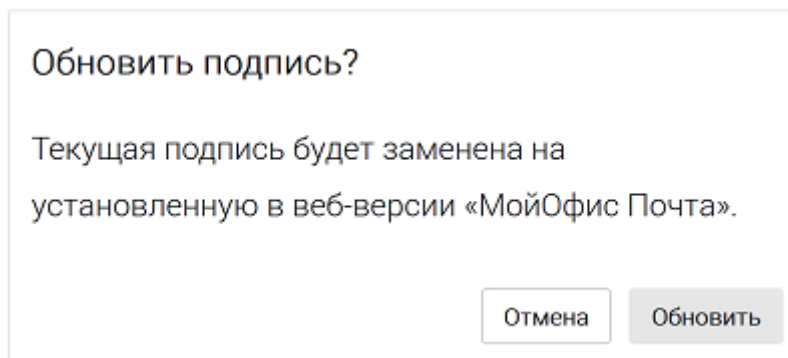 Обновить подпись?
Текущая подпись будет заменена на
установленную в веб-версии «МойОфис Почта».
Отмена Обновить